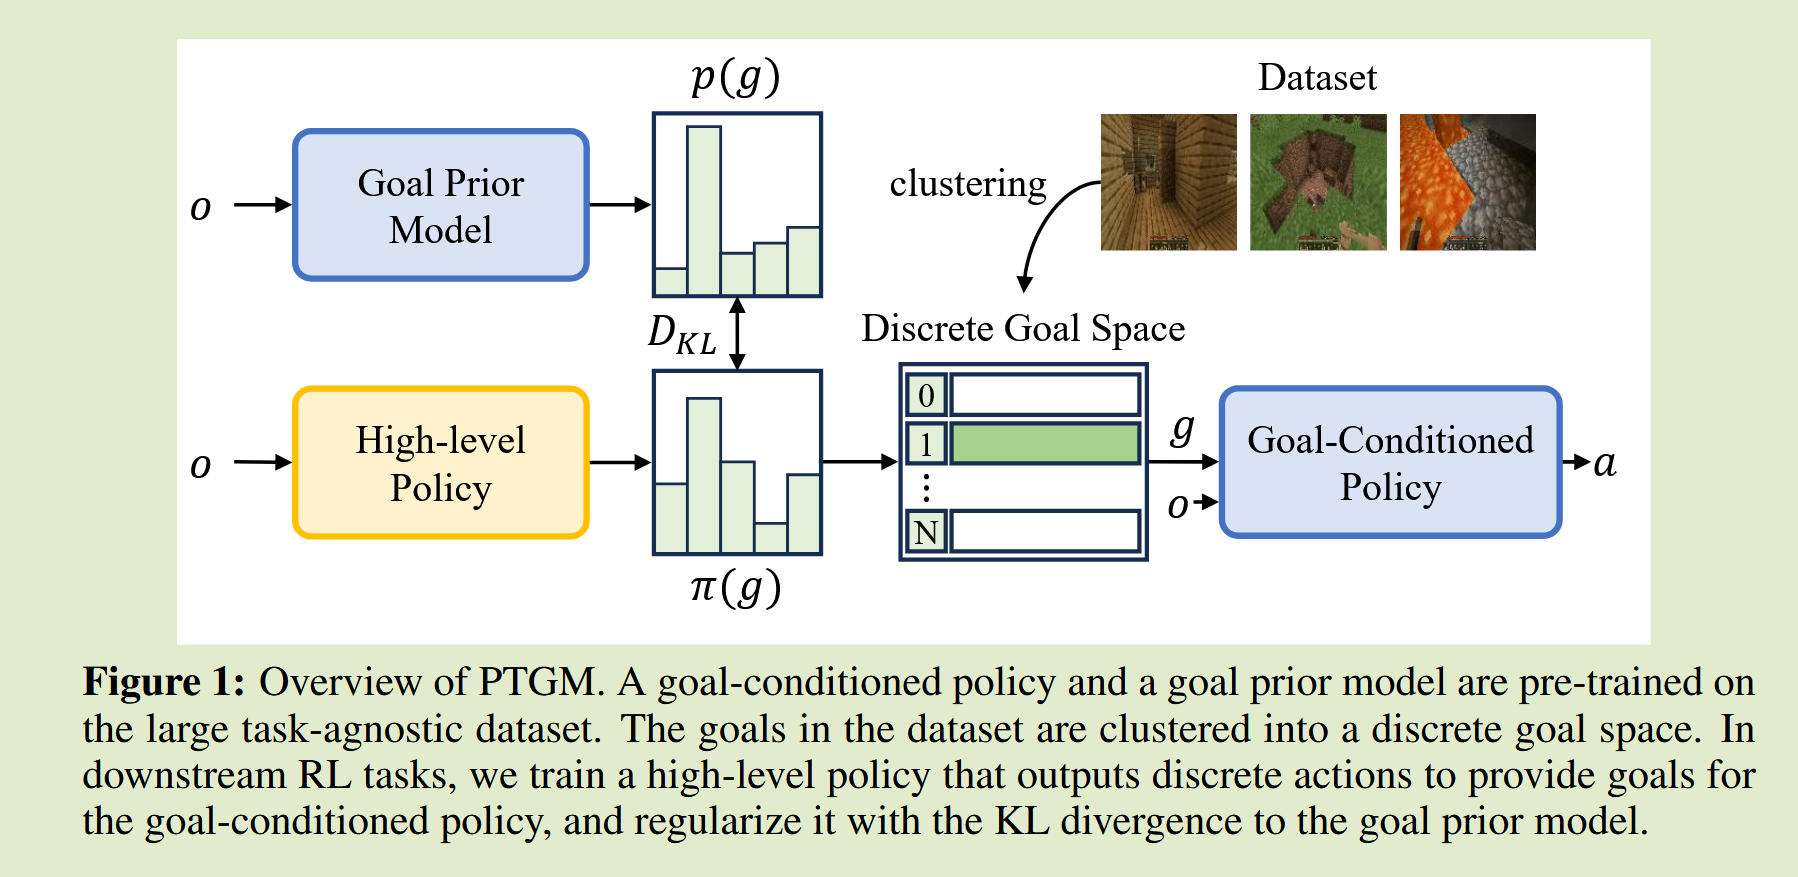 p(g)
Dataset
o
Goal Prior
Model
clustering
D_{KL}
Discrete Goal Space
o
High-level
Policy
0
1
⋮
N
g
o
Goal-Conditioned
Policy
a
π(g)
Figure 1: Overview of PTGM. A goal-conditioned policy and a goal prior model are pre-trained on
the large task-agnostic dataset. The goals in the dataset are clustered into a discrete goal space. In
downstream RL tasks, we train a high-level policy that outputs discrete actions to provide goals for
the goal-conditioned policy, and regularize it with the KL divergence to the goal prior model.